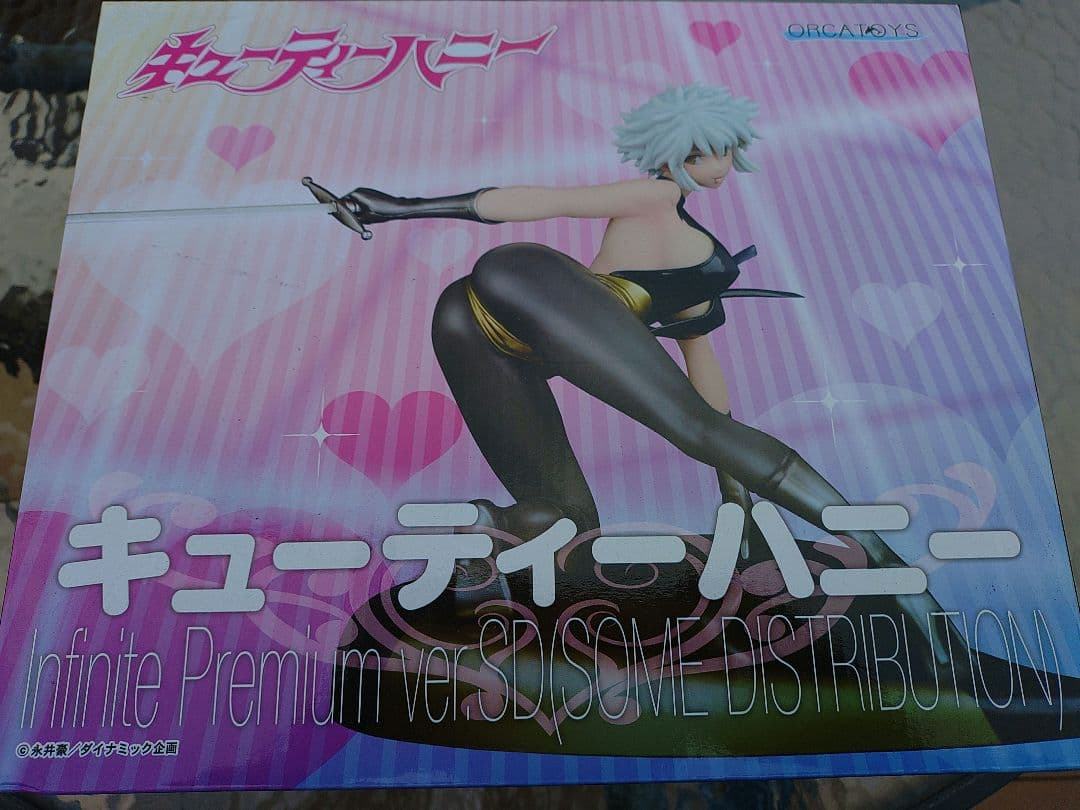 キューティーハニー
ORCATOYS
キューティーハニー
Infinite Premium ver.SD(SOME DISTRIBUTION)
©永井豪/ダイナミック企画